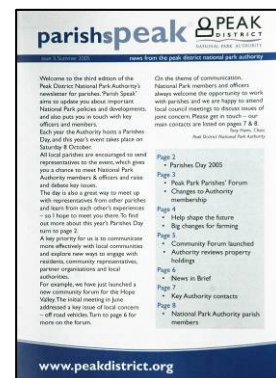 parishspeak
PEAK
DISTRICT
NATIONAL PARK AUTHORITY
issue 3 Summer 2005
news from the peak district national park authority
Welcome to the third edition of the
Peak District National Park Authority's
newsletter for parishes. 'Parish Speak'
aims to update you about important
National Park policies and developments,
and also puts you in touch with key
officers and members.
Each year the Authority hosts a Parishes
Day, and this year's event takes place on
Saturday 8 October.
All local parishes are encouraged to send
representatives to the event, which gives
you a chance to meet National Park
Authority members & officers and raise
and debate key issues.
The day is also a great way to meet up
with representatives from other parishes
and learn from each other's experiences
– so I hope to meet you there. To find
out more about this year's Parishes Day
turn to page 2.
A key priority for us is to communicate
more effectively with local communities
and explore new ways to engage with
residents, community representatives,
partner organisations and local
authorities.
For example, we have just launched a
new community forum for the Hope
Valley. The initial meeting in June
addressed a key issue of local concern
– off road vehicles. Turn to page 6 for
more on the forum.
On the theme of communication,
National Park members and officers
always welcome the opportunity to work
with parishes and we are happy to attend
local council meetings to discuss issues of
joint concern. Please get in touch – our
main contacts are listed on pages 7 & 8.
Tony Hams, Chair,
Peak District National Park Authority
Page 2
• Parishes Day 2005
Page 3
• Peak Park Parishes' Forum
• Changes to Authority
membership
Page 4
• Help shape the future
• Big changes for farming
Page 5
• Community Forum launched
• Authority reviews property
holdings
Page 6
• News in Brief
Page 7
• Key Authority contacts
Page 8
• National Park Authority parish
members
www.peakdistrict.org